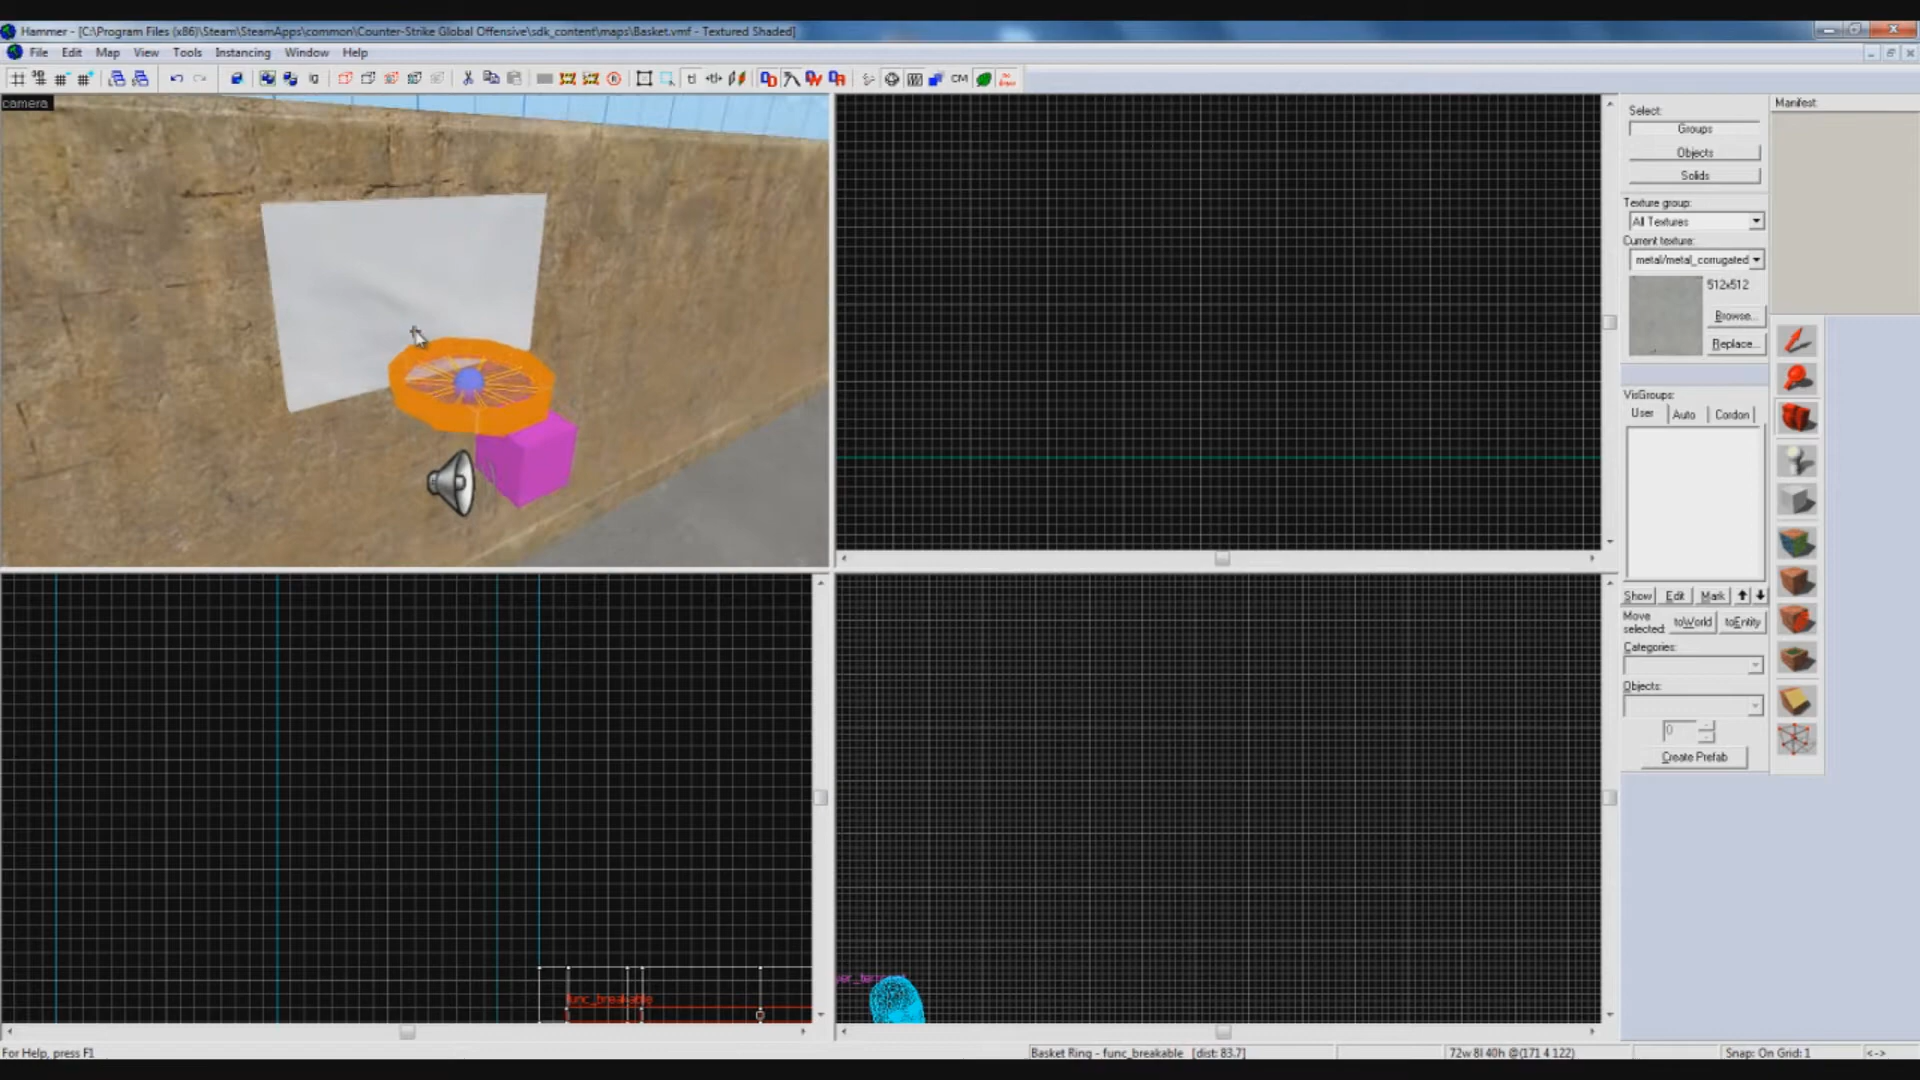 Hammer - [C:\Program Files (x86)\Steam\SteamApps\common\Counter-Strike Global Offensive\sdk_content\maps\Basket.vmf - Textured Shaded]
File Edit Map View Tools Instancing Window Help
CM
camera
Select:
Groups
Objects
Solids
Texture group:
All Textures
Current texture:
metal/metal_corrugated
512x512
Browse...
Replace...
VisGroups:
User Auto Cordon
Show Edit Mark
Move selected: toWorld toEntity
Categories:
Objects:
0
Create Prefab
Manifest
func_breakable
For Help, press F1
Basket Ring - func_breakable [dist: 83.7]
72w 8l 40h @(171 4 122)
Snap: On Grid: 1
<->